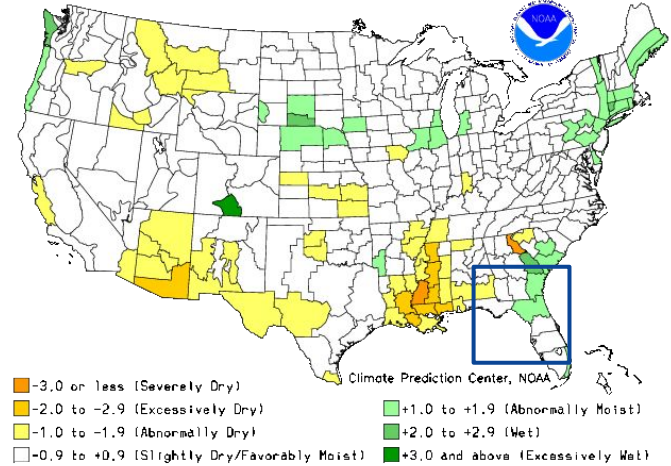 NOAA
Climate Prediction Center, NOAA
-3.0 or less (Severely Dry)
-2.0 to -2.9 (Excessively Dry)
-1.0 to -1.9 (Abnormally Dry)
-0.9 to +0.9 (Slightly Dry/Favorably Moist)
+1.0 to +1.9 (Abnormally Moist)
+2.0 to +2.9 (Wet)
+3.0 and above (Excessively Wet)